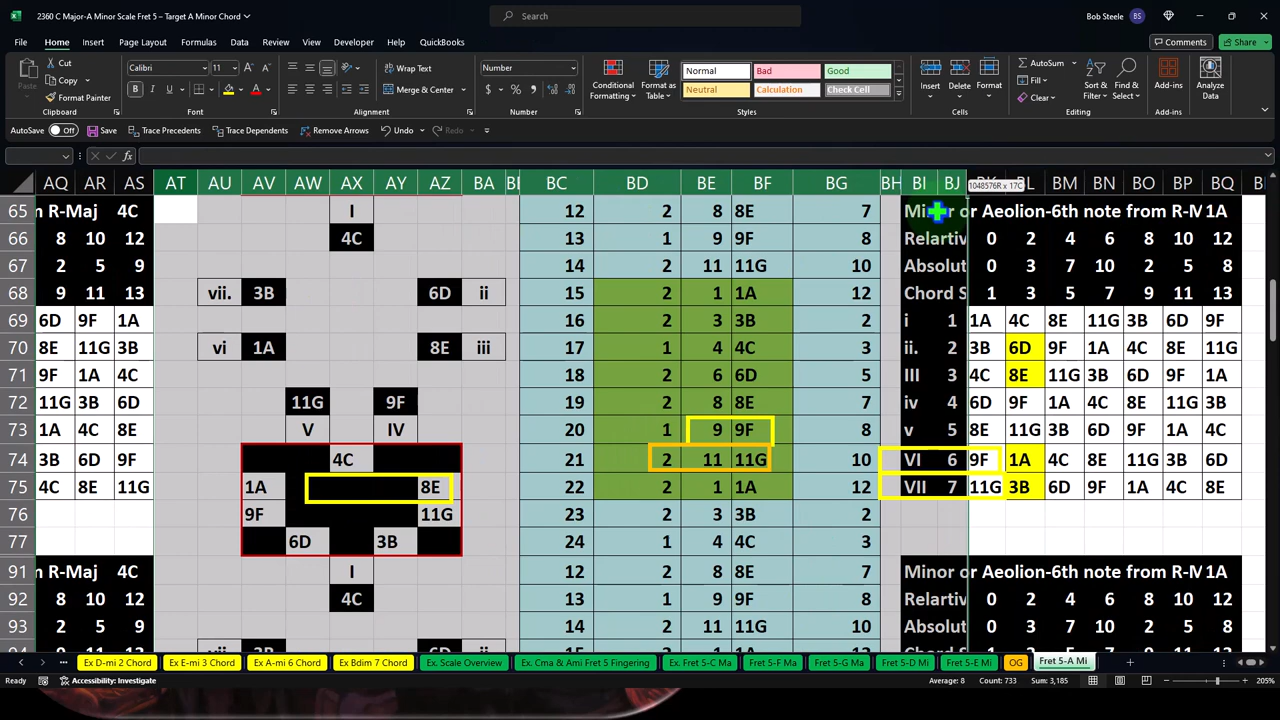 2360 C Major-A Minor Scale Fret 5 – Target A Minor Chord
Search
Bob Steele BS
File Home Insert Page Layout Formulas Data Review View Developer Help QuickBooks Comments Share
Cut
Copy
Format Painter
Paste
Clipboard
Calibri 11
B I U
Font
Wrap Text
Merge & Center
Alignment
Number
$ % 
Number
Conditional Formatting
Format as Table
Normal Bad Good
Neutral Calculation Check Cell
Styles
Insert Delete Format
Cells
AutoSum
Fill
Clear
Sort & Filter
Find & Select
Editing
Add-ins
Add-ins
Analyze Data
AutoSave Off Save Trace Precedents Trace Dependents Remove Arrows Undo Redo
fx
AQ AR AS AT AU AV AW AX AY AZ BA BC BD BE BF BG BH BI BJ BL BM BN BO BP BQ
1048576R x 17C
65 n R-Maj 4C I 12 2 8 8E 7 Minor or Aeolion-6th note from R-M 1A
66 8 10 12 4C 13 1 9 9F 8 Relartiv 0 2 4 6 8 10 12
67 2 5 9 14 2 11 11G 10 Absolut 0 3 7 10 2 5 8
68 9 11 13 vii. 3B 6D ii 15 2 1 1A 12 Chord S 1 3 5 7 9 11 13
69 6D 9F 1A 16 2 3 3B 2 i 1 1A 4C 8E 11G 3B 6D 9F
70 8E 11G 3B vi 1A 8E iii 17 1 4 4C 3 ii. 2 3B 6D 9F 1A 4C 8E 11G
71 9F 1A 4C 18 2 6 6D 5 III 3 4C 8E 11G 3B 6D 9F 1A
72 11G 3B 6D 11G 9F 19 2 8 8E 7 iv 4 6D 9F 1A 4C 8E 11G 3B
73 1A 4C 8E V IV 20 1 9 9F 8 v 5 8E 11G 3B 6D 9F 1A 4C
74 3B 6D 9F 4C 21 2 11 11G 10 VI 6 9F 1A 4C 8E 11G 3B 6D
75 4C 8E 11G 1A 8E 22 2 1 1A 12 VII 7 11G 3B 6D 9F 1A 4C 8E
76 9F 11G 23 2 3 3B 2
77 6D 3B 24 1 4 4C 3
91 n R-Maj 4C I 12 2 8 8E 7 Minor or Aeolion-6th note from R-M 1A
92 8 10 12 4C 13 1 9 9F 8 Relartiv 0 2 4 6 8 10 12
93 2 5 9 14 2 11 11G 10 Absolut 0 3 7 10 2 5 8
Ex D-mi 2 Chord Ex E-mi 3 Chord Ex A-mi 6 Chord Ex Bdim 7 Chord Ex. Scale Overview Ex. Cma & Ami Fret 5 Fingering Ex. Fret 5-C Ma Fret 5-F Ma Fret 5-G Ma Fret 5-D Mi Fret 5-E Mi OG Fret 5-A Mi
Ready Accessibility: Investigate Average: 8 Count: 733 Sum: 3,185 205%